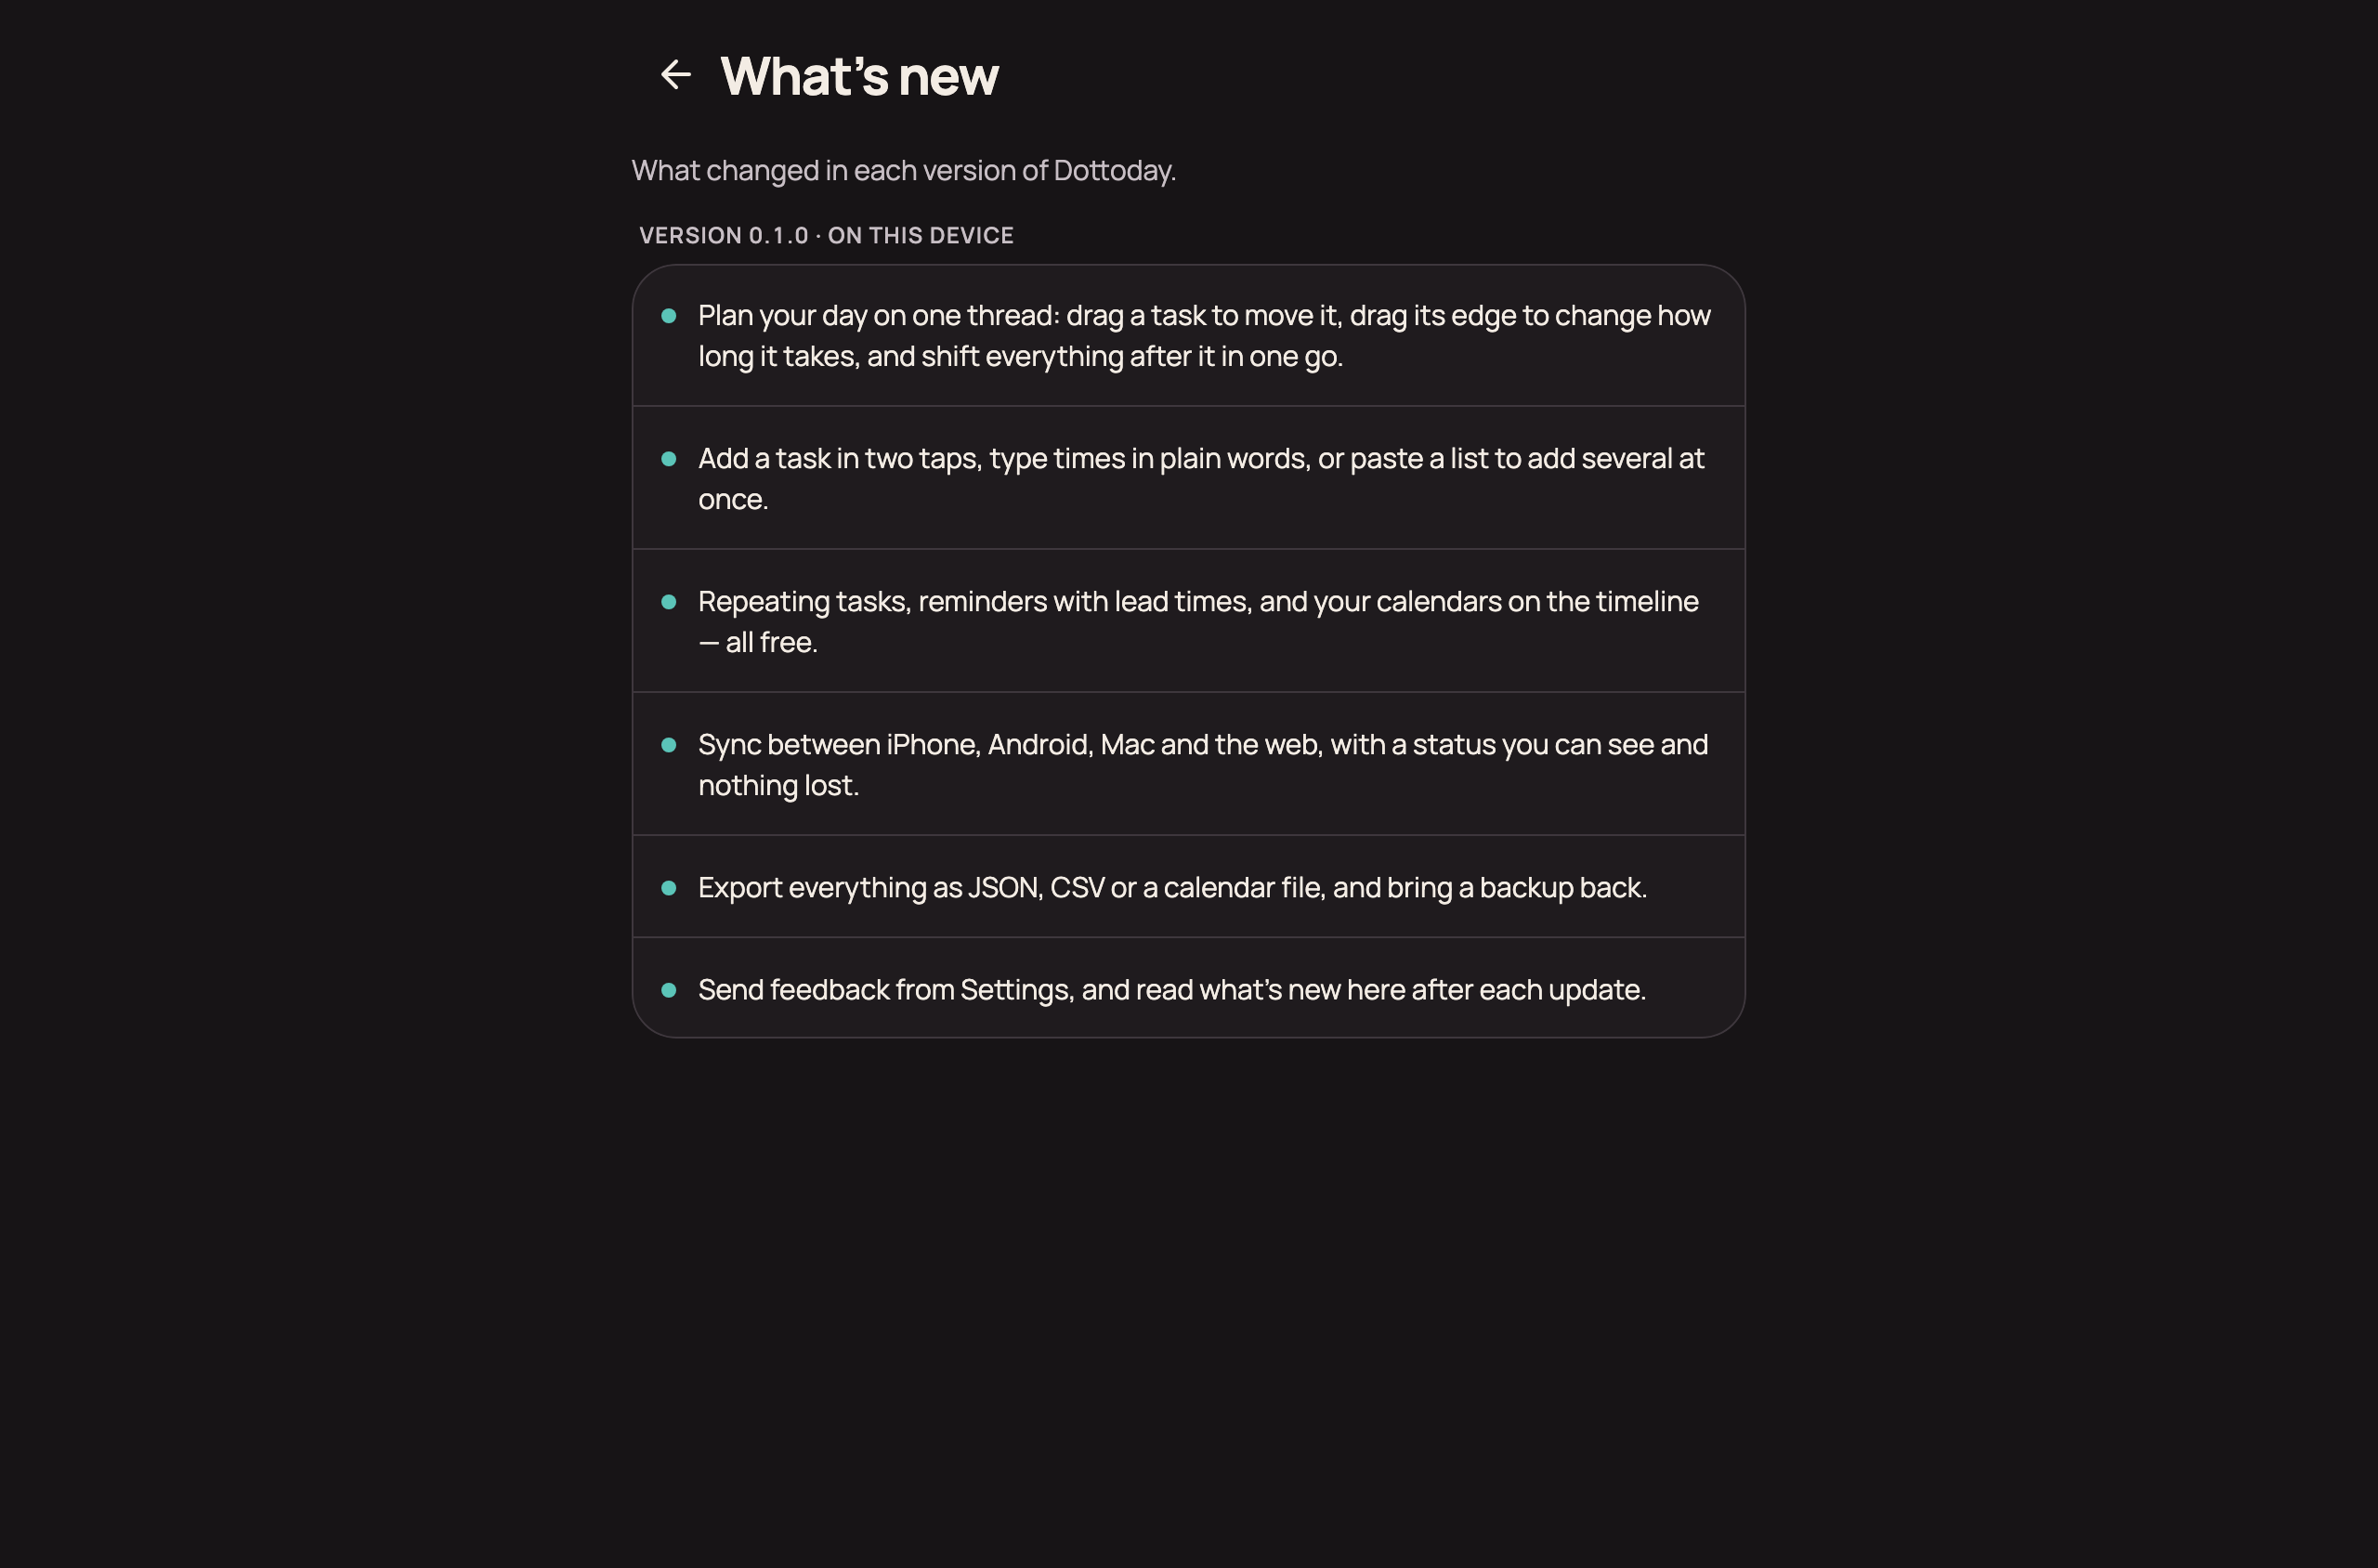 What’s new
What changed in each version of Dottoday.
VERSION 0.1.0 · ON THIS DEVICE
Plan your day on one thread: drag a task to move it, drag its edge to change how
long it takes, and shift everything after it in one go.
Add a task in two taps, type times in plain words, or paste a list to add several at
once.
Repeating tasks, reminders with lead times, and your calendars on the timeline
— all free.
Sync between iPhone, Android, Mac and the web, with a status you can see and
nothing lost.
Export everything as JSON, CSV or a calendar file, and bring a backup back.
Send feedback from Settings, and read what’s new here after each update.